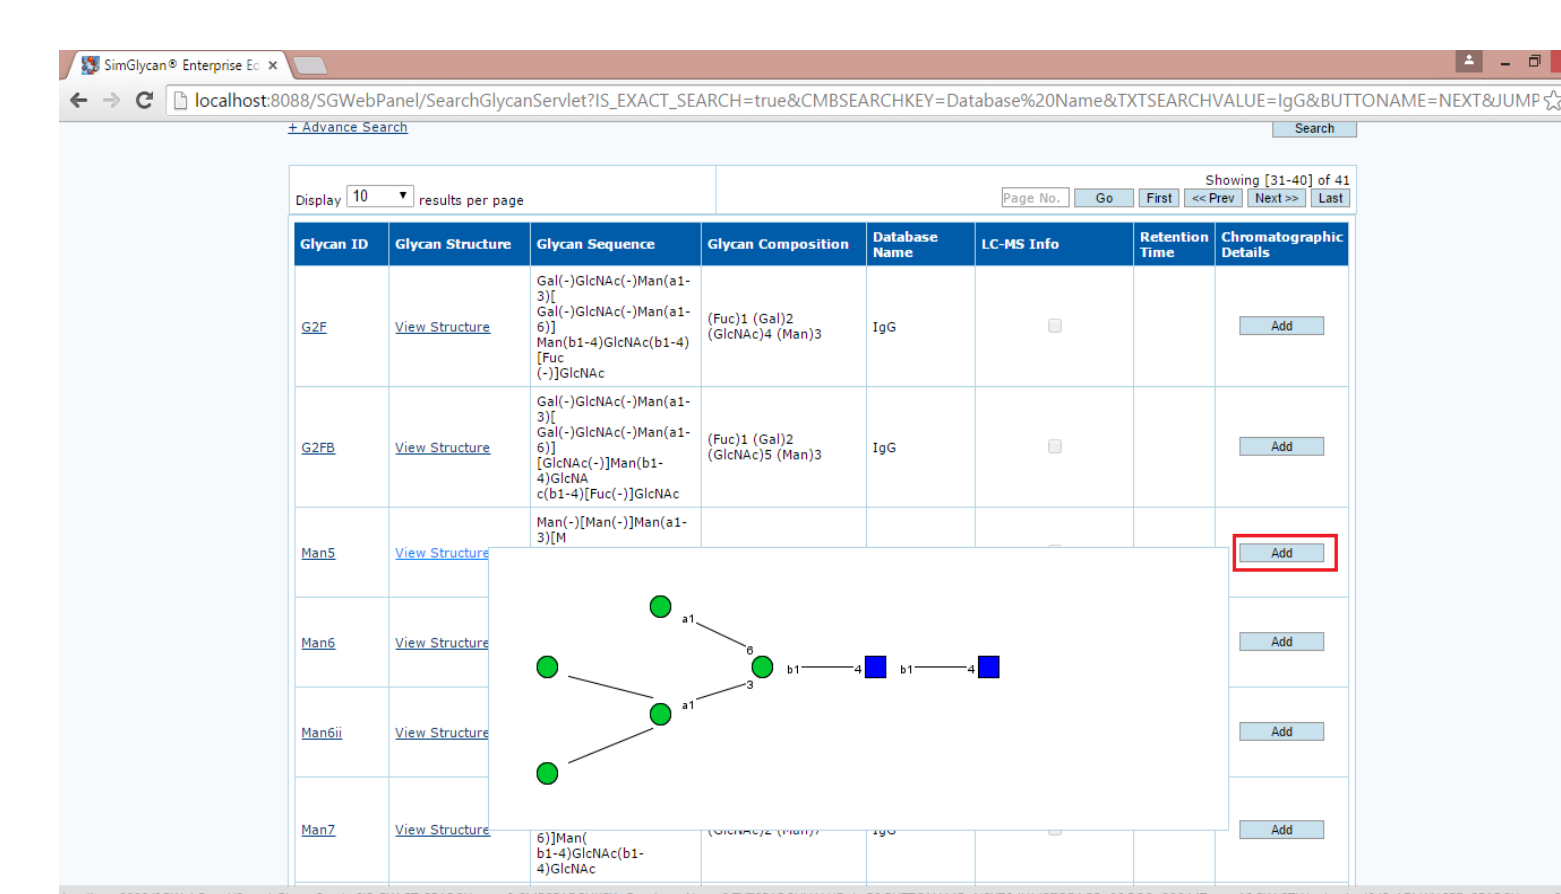 SimGlycan® Enterprise Ed
localhost:8088/SGWebPanel/SearchGlycanServlet?IS_EXACT_SEARCH=true&CMBSEARCHKEY=Database%20Name&TXTSEARCHVALUE=IgG&BUTTONAME=NEXT&JUMP
+ Advance Search
Search
Showing [31-40] of 41
Display 10 results per page
Page No. Go First << Prev Next >> Last
Glycan ID Glycan Structure Glycan Sequence Glycan Composition Database Name LC-MS Info Retention Time Chromatographic Details
Gal(-)GlcNAc(-)Man(a1-
3)[
Gal(-)GlcNAc(-)Man(a1-
6)]
Man(b1-4)GlcNAc(b1-4)
[Fuc
(-)]GlcNAc
G2F View Structure
(Fuc)1 (Gal)2
(GlcNAc)4 (Man)3
IgG
Add
Gal(-)GlcNAc(-)Man(a1-
3)[
Gal(-)GlcNAc(-)Man(a1-
6)]
[GlcNAc(-)]Man(b1-
4)GlcNA
c(b1-4)[Fuc(-)]GlcNAc
G2FB View Structure
(Fuc)1 (Gal)2
(GlcNAc)5 (Man)3
IgG
Add
Man(-)[Man(-)]Man(a1-
3)[M
Man5 View Structure
Add
a1
6
b1 4 b1 4
3
a1
Man6 View Structure
Add
Man6ii View Structure
Add
Man7 View Structure
(GlcNAc)2 (Man)7
IgG
Add
6)]Man(
b1-4)GlcNAc(b1-
4)GlcNAc